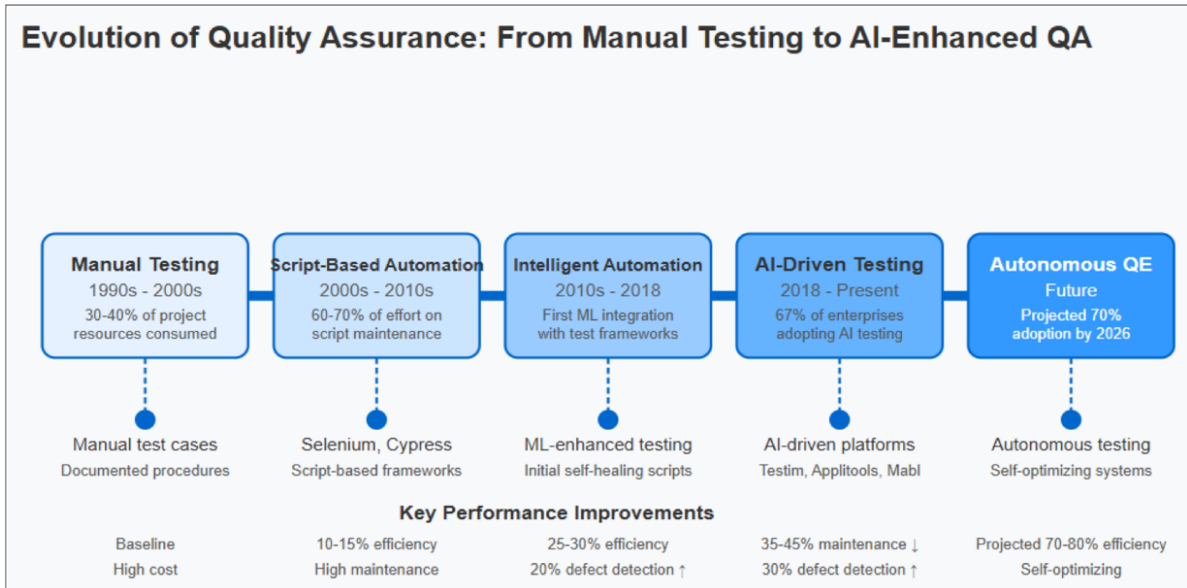 Evolution of Quality Assurance: From Manual Testing to AI-Enhanced QA
Manual Testing
1990s - 2000s
30-40% of project
resources consumed
Script-Based Automation
2000s - 2010s
60-70% of effort on
script maintenance
Intelligent Automation
2010s - 2018
First ML integration
with test frameworks
AI-Driven Testing
2018 - Present
67% of enterprises
adopting AI testing
Autonomous QE
Future
Projected 70%
adoption by 2026
Manual test cases
Documented procedures
Selenium, Cypress
Script-based frameworks
ML-enhanced testing
Initial self-healing scripts
AI-driven platforms
Testim, Applitools, Mabl
Autonomous testing
Self-optimizing systems
Key Performance Improvements
Baseline
High cost
10-15% efficiency
High maintenance
25-30% efficiency
20% defect detection ↑
35-45% maintenance ↓
30% defect detection ↑
Projected 70-80% efficiency
Self-optimizing